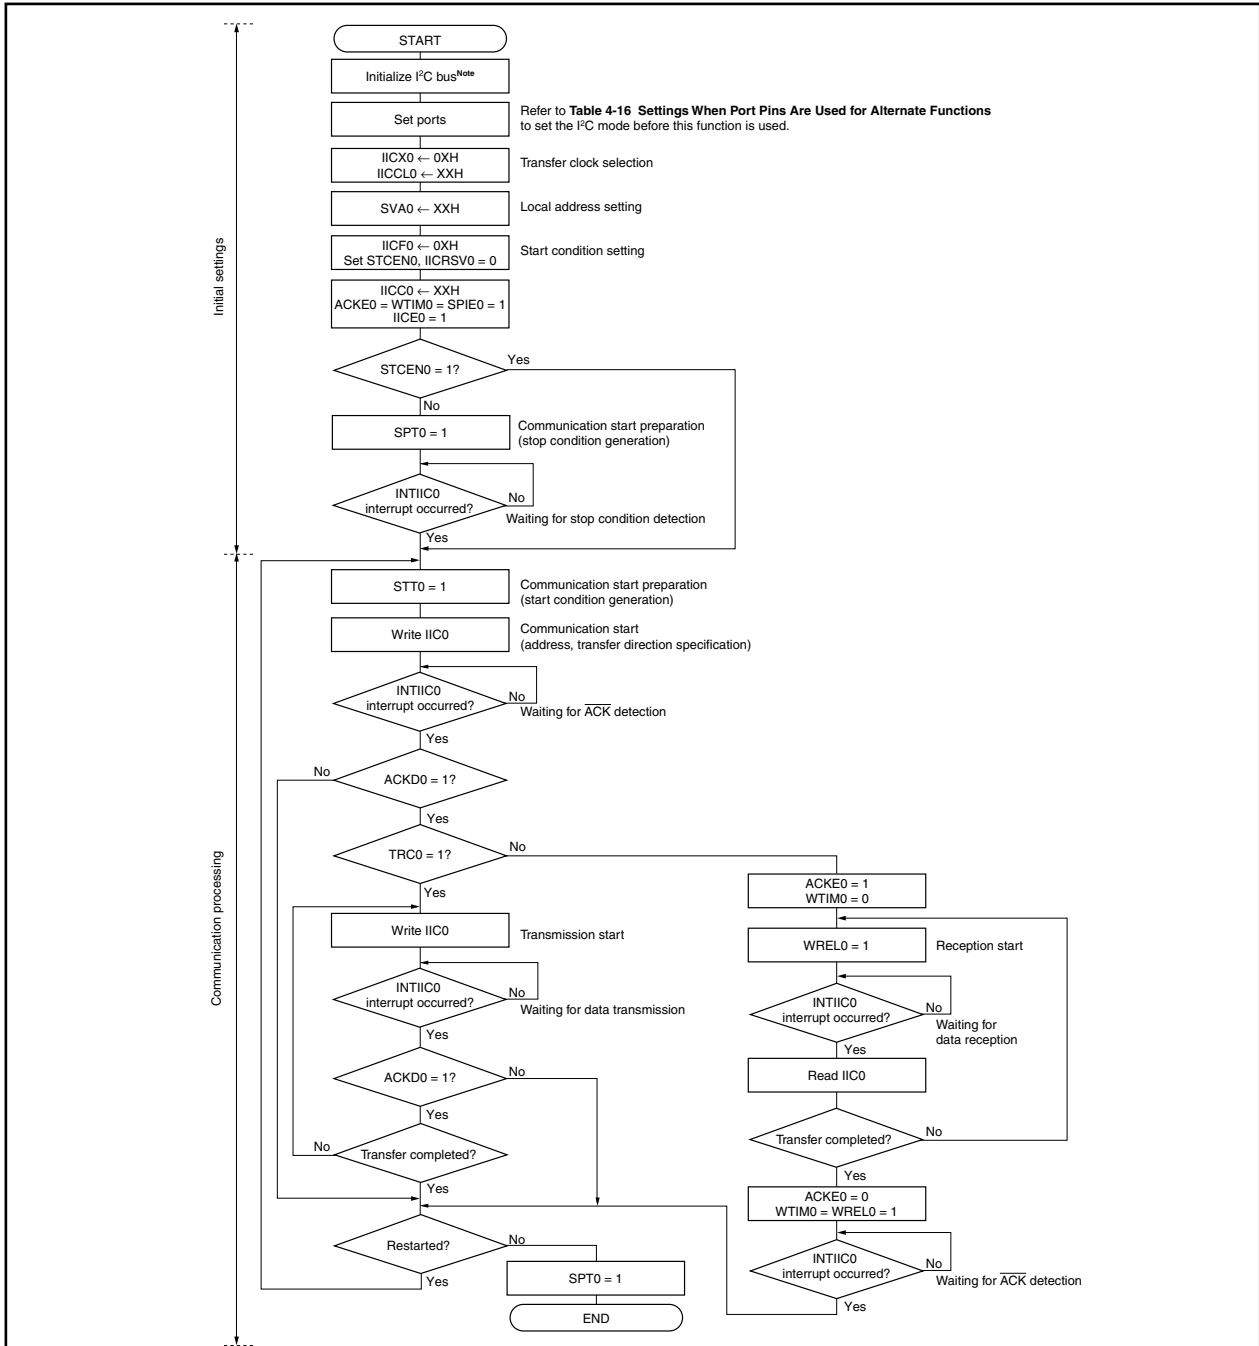 START
Initialize I²C bus^Note
Set ports
Refer to Table 4-16 Settings When Port Pins Are Used for Alternate Functions
to set the I²C mode before this function is used.
IICX0 ← 0XH
IICCL0 ← XXH
Transfer clock selection
SVA0 ← XXH
Local address setting
IICF0 ← 0XH
Set STCEN0, IICRSV0 = 0
Start condition setting
IICC0 ← XXH
ACKE0 = WTIM0 = SPIE0 = 1
IICE0 = 1
Initial settings
STCEN0 = 1?
Yes
No
SPT0 = 1
Communication start preparation
(stop condition generation)
INTIIC0
interrupt occurred?
No
Waiting for stop condition detection
Yes
STT0 = 1
Communication start preparation
(start condition generation)
Write IIC0
Communication start
(address, transfer direction specification)
INTIIC0
interrupt occurred?
No
Waiting for A̅C̅K̅ detection
Yes
No
ACKD0 = 1?
Yes
TRC0 = 1?
No
Yes
Communication processing
Write IIC0
Transmission start
INTIIC0
interrupt occurred?
No
Waiting for data transmission
Yes
ACKD0 = 1?
No
Yes
No
Transfer completed?
Yes
Restarted?
No
Yes
SPT0 = 1
END
ACKE0 = 1
WTIM0 = 0
WREL0 = 1
Reception start
INTIIC0
interrupt occurred?
No
Waiting for
data reception
Yes
Read IIC0
Transfer completed?
No
Yes
ACKE0 = 0
WTIM0 = WREL0 = 1
INTIIC0
interrupt occurred?
No
Waiting for A̅C̅K̅ detection
Yes